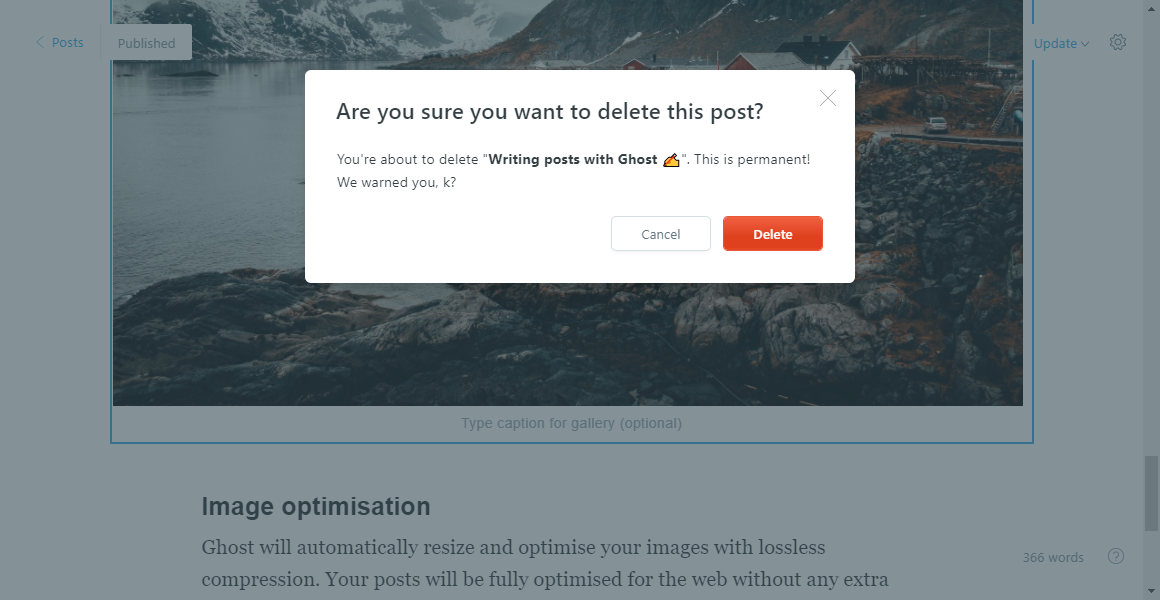 Posts
Published
Update
Are you sure you want to delete this post?
You're about to delete "Writing posts with Ghost ✍️". This is permanent!
We warned you, k?
Cancel
Delete
Type caption for gallery (optional)
Image optimisation
Ghost will automatically resize and optimise your images with lossless
366 words
compression. Your posts will be fully optimised for the web without any extra